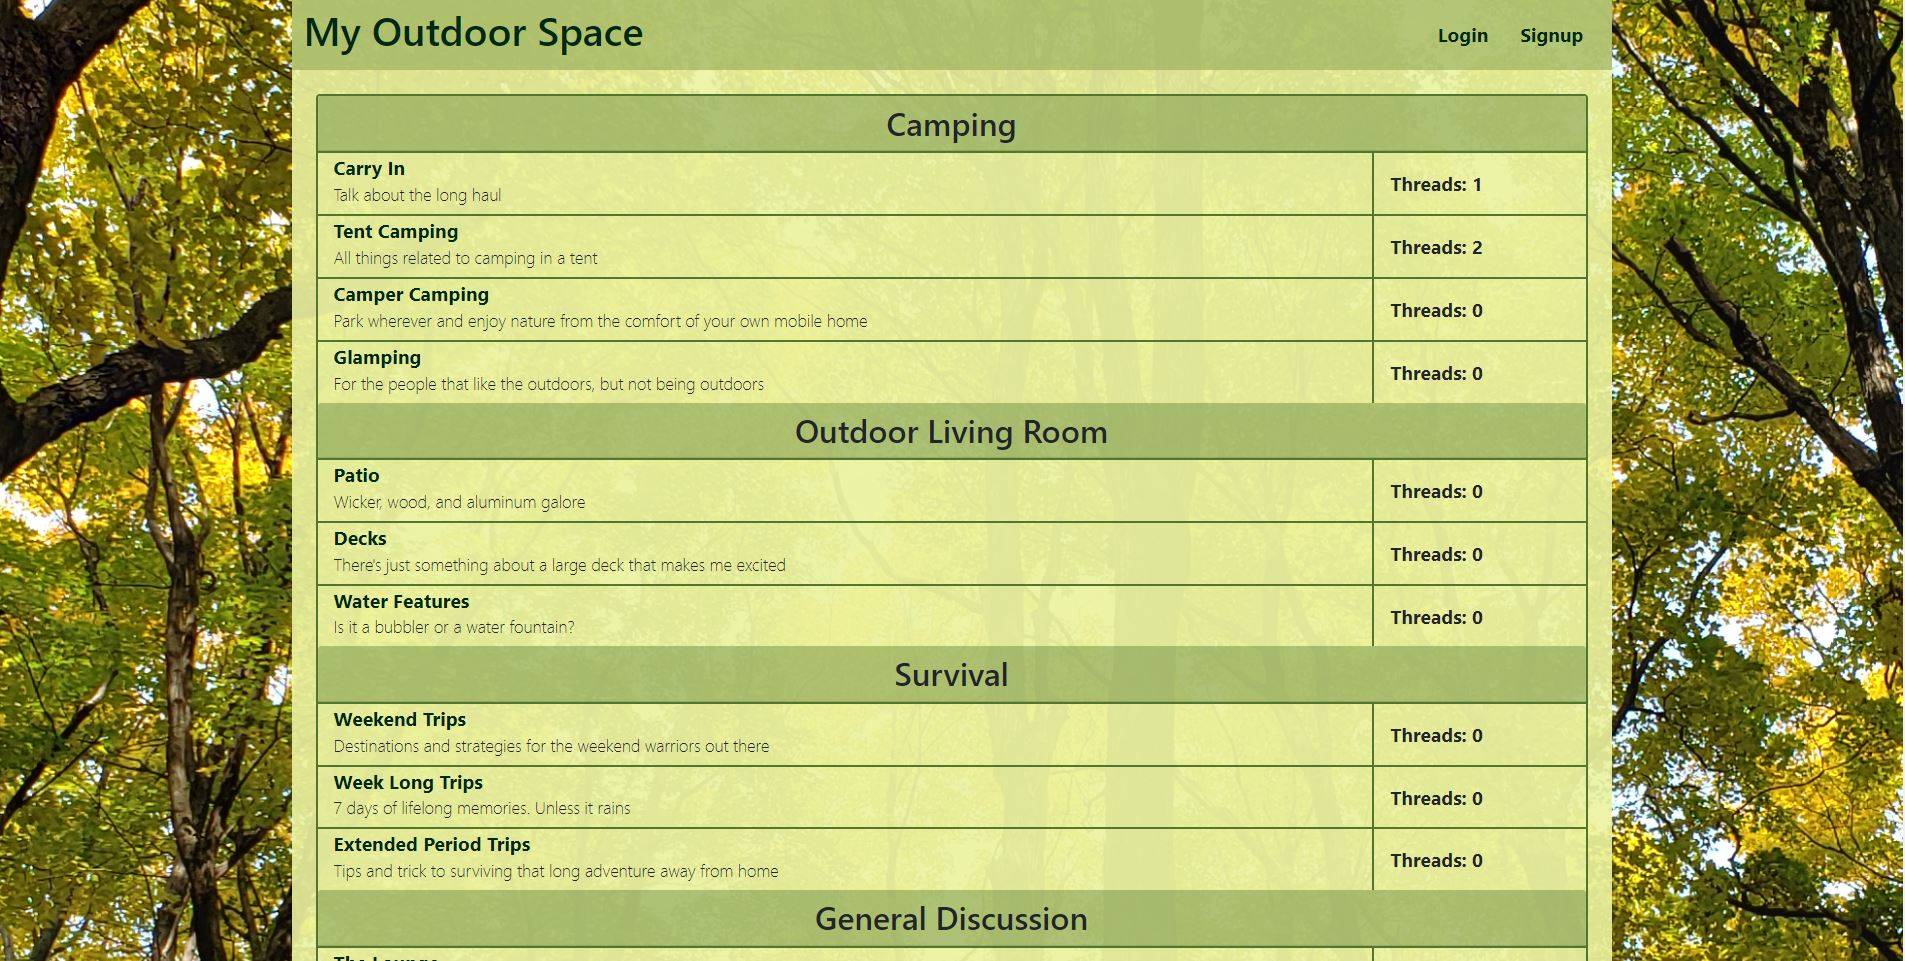 My Outdoor Space
Login Signup
Camping
Carry In
Talk about the long haul
Threads: 1
Tent Camping
All things related to camping in a tent
Threads: 2
Camper Camping
Park wherever and enjoy nature from the comfort of your own mobile home
Threads: 0
Glamping
For the people that like the outdoors, but not being outdoors
Threads: 0
Outdoor Living Room
Patio
Wicker, wood, and aluminum galore
Threads: 0
Decks
There's just something about a large deck that makes me excited
Threads: 0
Water Features
Is it a bubbler or a water fountain?
Threads: 0
Survival
Weekend Trips
Destinations and strategies for the weekend warriors out there
Threads: 0
Week Long Trips
7 days of lifelong memories. Unless it rains
Threads: 0
Extended Period Trips
Tips and trick to surviving that long adventure away from home
Threads: 0
General Discussion
The Lounge